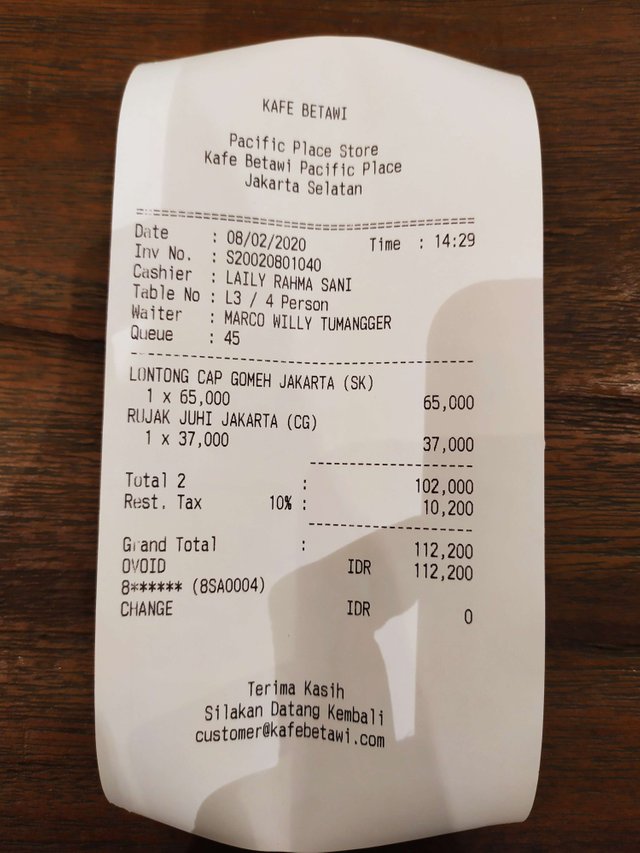 KAFE BETAWI
Pacific Place Store
Kafe Betawi Pacific Place
Jakarta Selatan
==================================================
Date : 08/02/2020 Time : 14:29
Inv No. : S20020801040
Cashier : LAILY RAHMA SANI
Table No : L3 / 4 Person
Waiter : MARCO WILLY TUMANGGER
Queue : 45
--------------------------------------------------
LONTONG CAP GOMEH JAKARTA (SK)
1 x 65,000 65,000
RUJAK JUHI JAKARTA (CG)
1 x 37,000 37,000
------------------------
Total 2 : 102,000
Rest. Tax 10% : 10,200
------------------------
Grand Total : 112,200
OVOID IDR 112,200
8****** (8SA0004)
CHANGE IDR 0
Terima Kasih
Silakan Datang Kembali
customer@kafebetawi.com